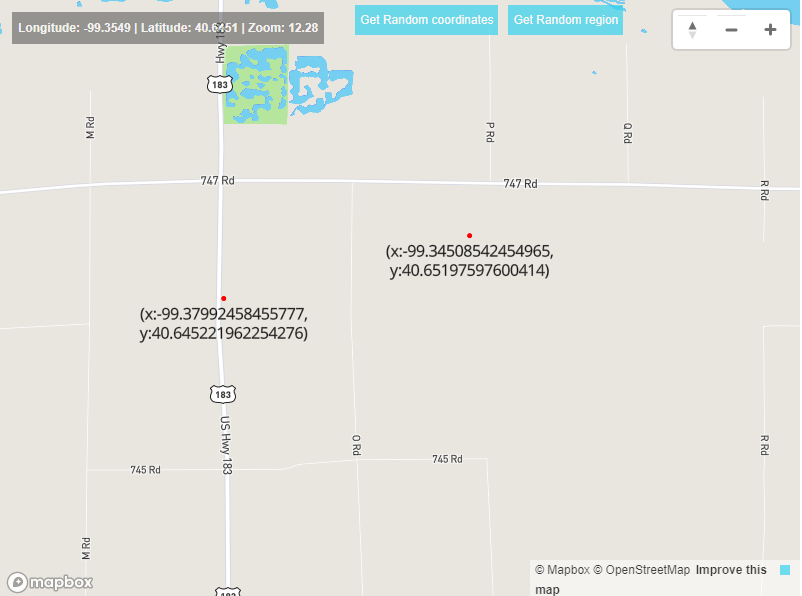 Longitude: -99.3549 | Latitude: 40.6451 | Zoom: 12.28
Get Random coordinates
Get Random region
183
M Rd
P Rd
Q Rd
747 Rd
747 Rd
R Rd
(x:-99.34508542454965,
y:40.65197597600414)
(x:-99.37992458455777,
y:40.645221962254276)
183
US Hwy 183
O Rd
R Rd
745 Rd
745 Rd
M Rd
mapbox
© Mapbox © OpenStreetMap Improve this
map